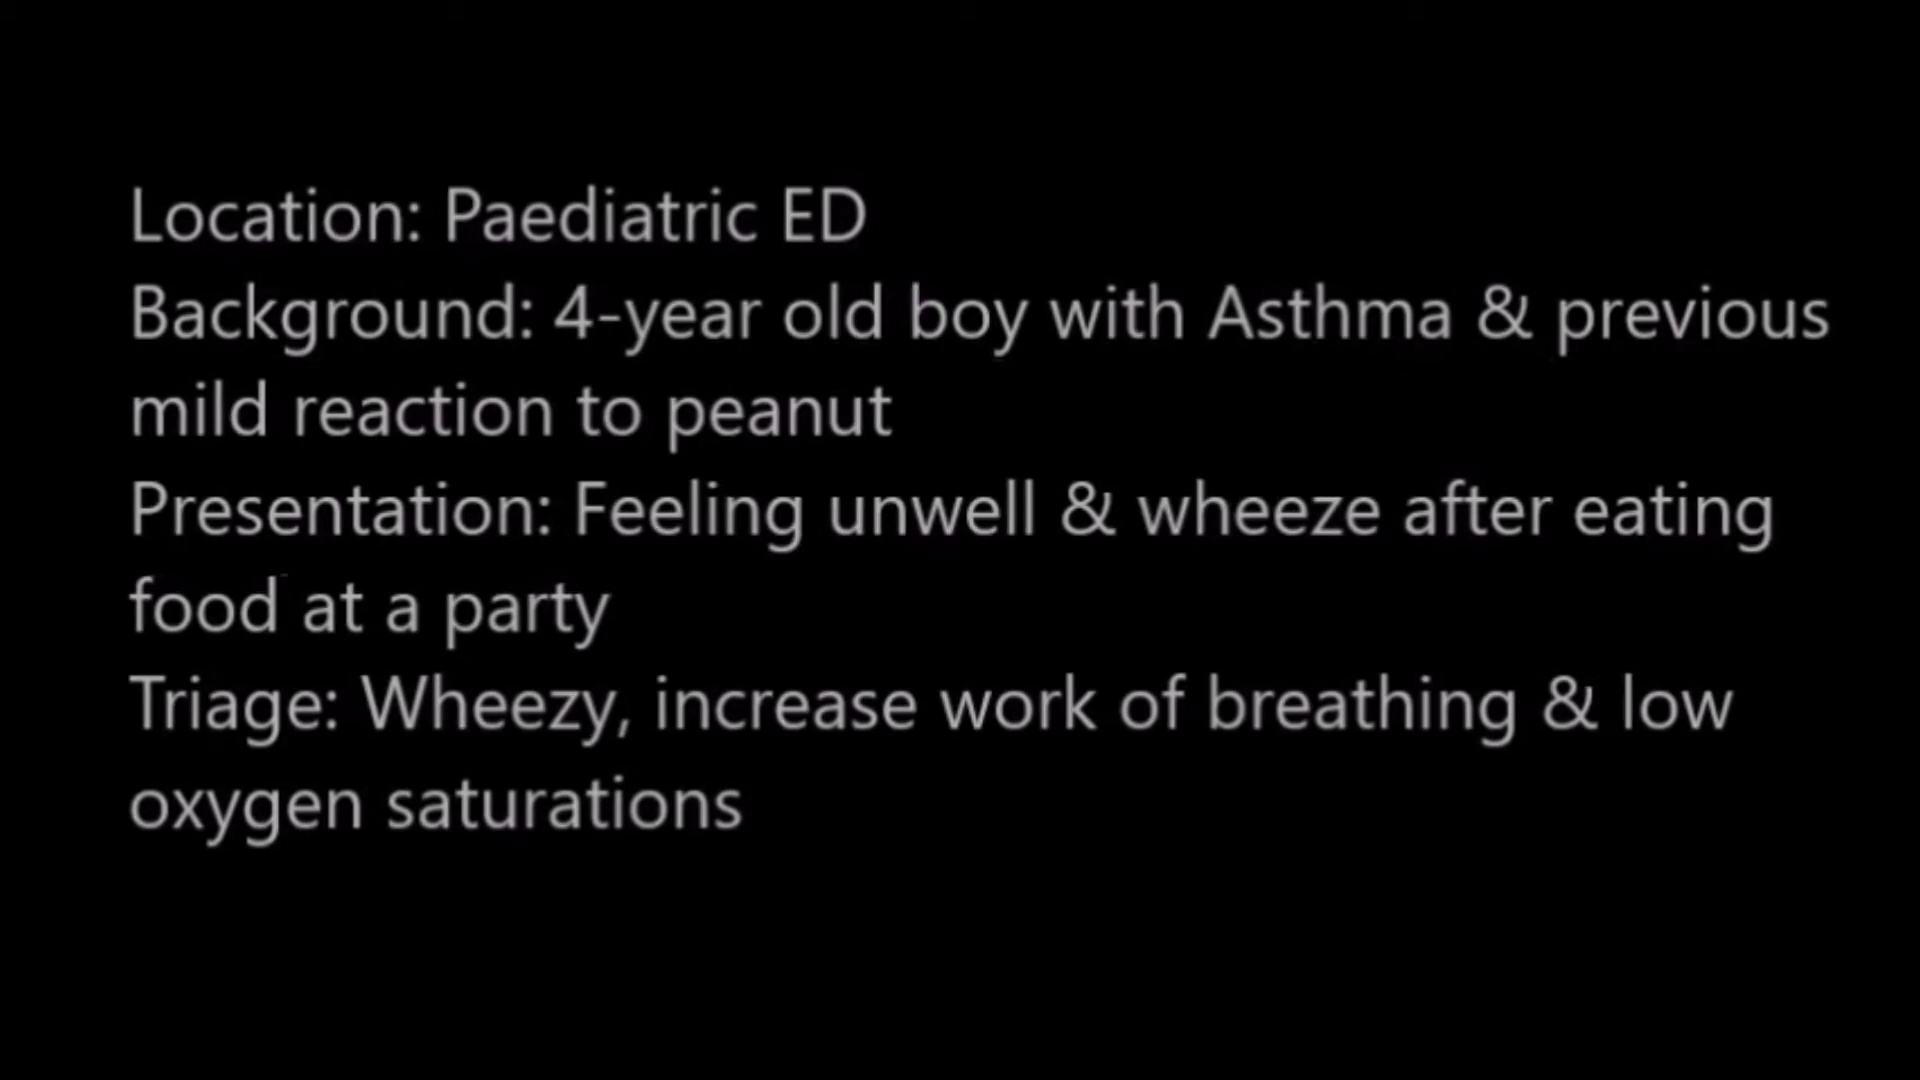 Location: Paediatric ED
Background: 4-year old boy with Asthma & previous
mild reaction to peanut
Presentation: Feeling unwell & wheeze after eating
food at a party
Triage: Wheezy, increase work of breathing & low
oxygen saturations